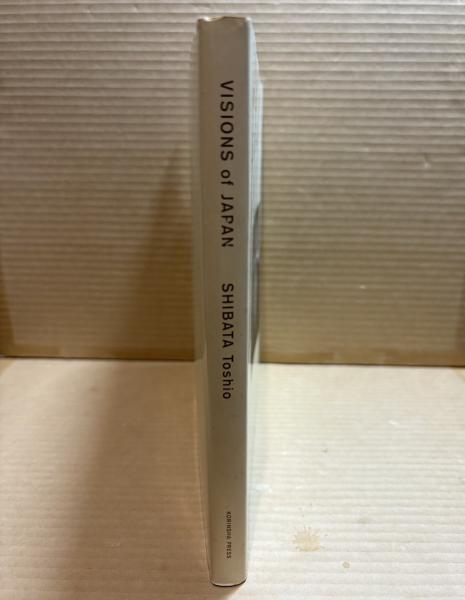 VISIONS of JAPAN SHIBATA Toshio
KORINSHA PRESS